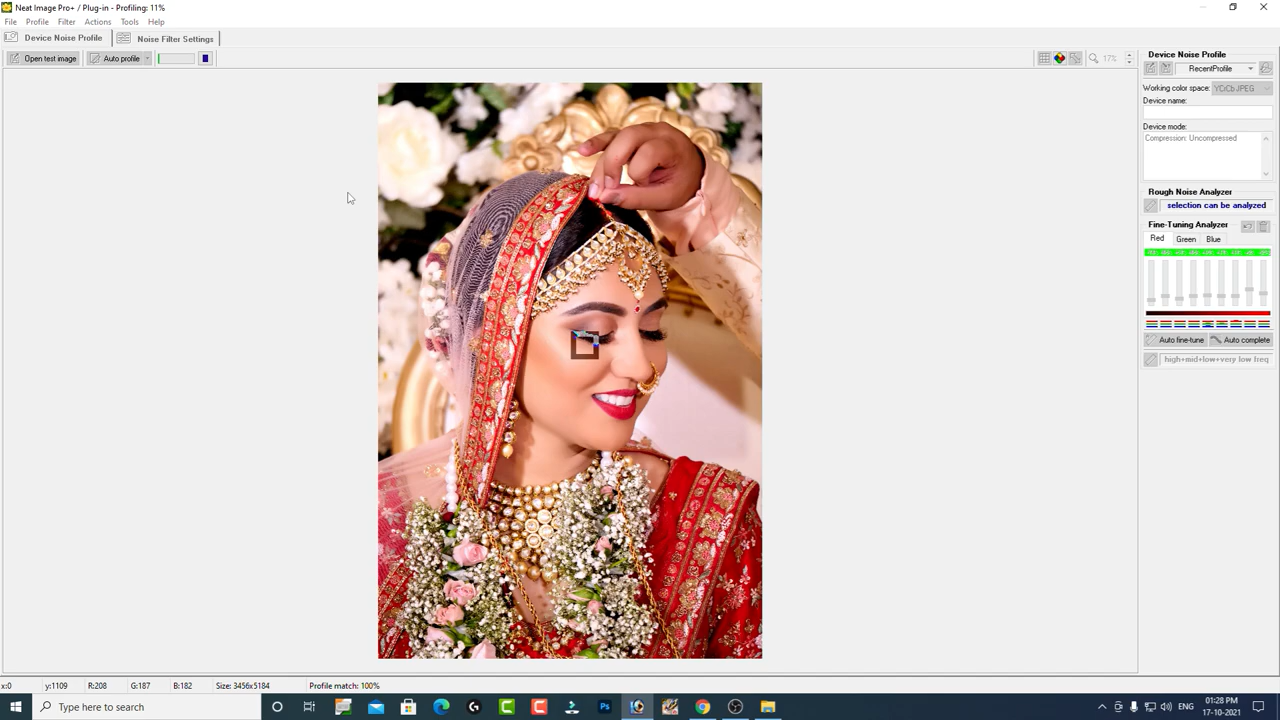 Neat Image Pro+ / Plug-in - Profiling: 11%
File Profile Filter Actions Tools Help
Device Noise Profile Noise Filter Settings
Open test image Auto profile 17%
Device Noise Profile
RecentProfile
Working color space: YCrCb JPEG
Device name:
Device mode:
Compression: Uncompressed
Rough Noise Analyzer
selection can be analyzed
Fine-Tuning Analyzer
Red Green Blue
Auto fine-tune Auto complete
high+mid+low+very low freq
x:0 y:1109 R:208 G:187 B:182 Size: 3456x5184 Profile match: 100%
Type here to search
Ps
ENG
01:28 PM
17-10-2021